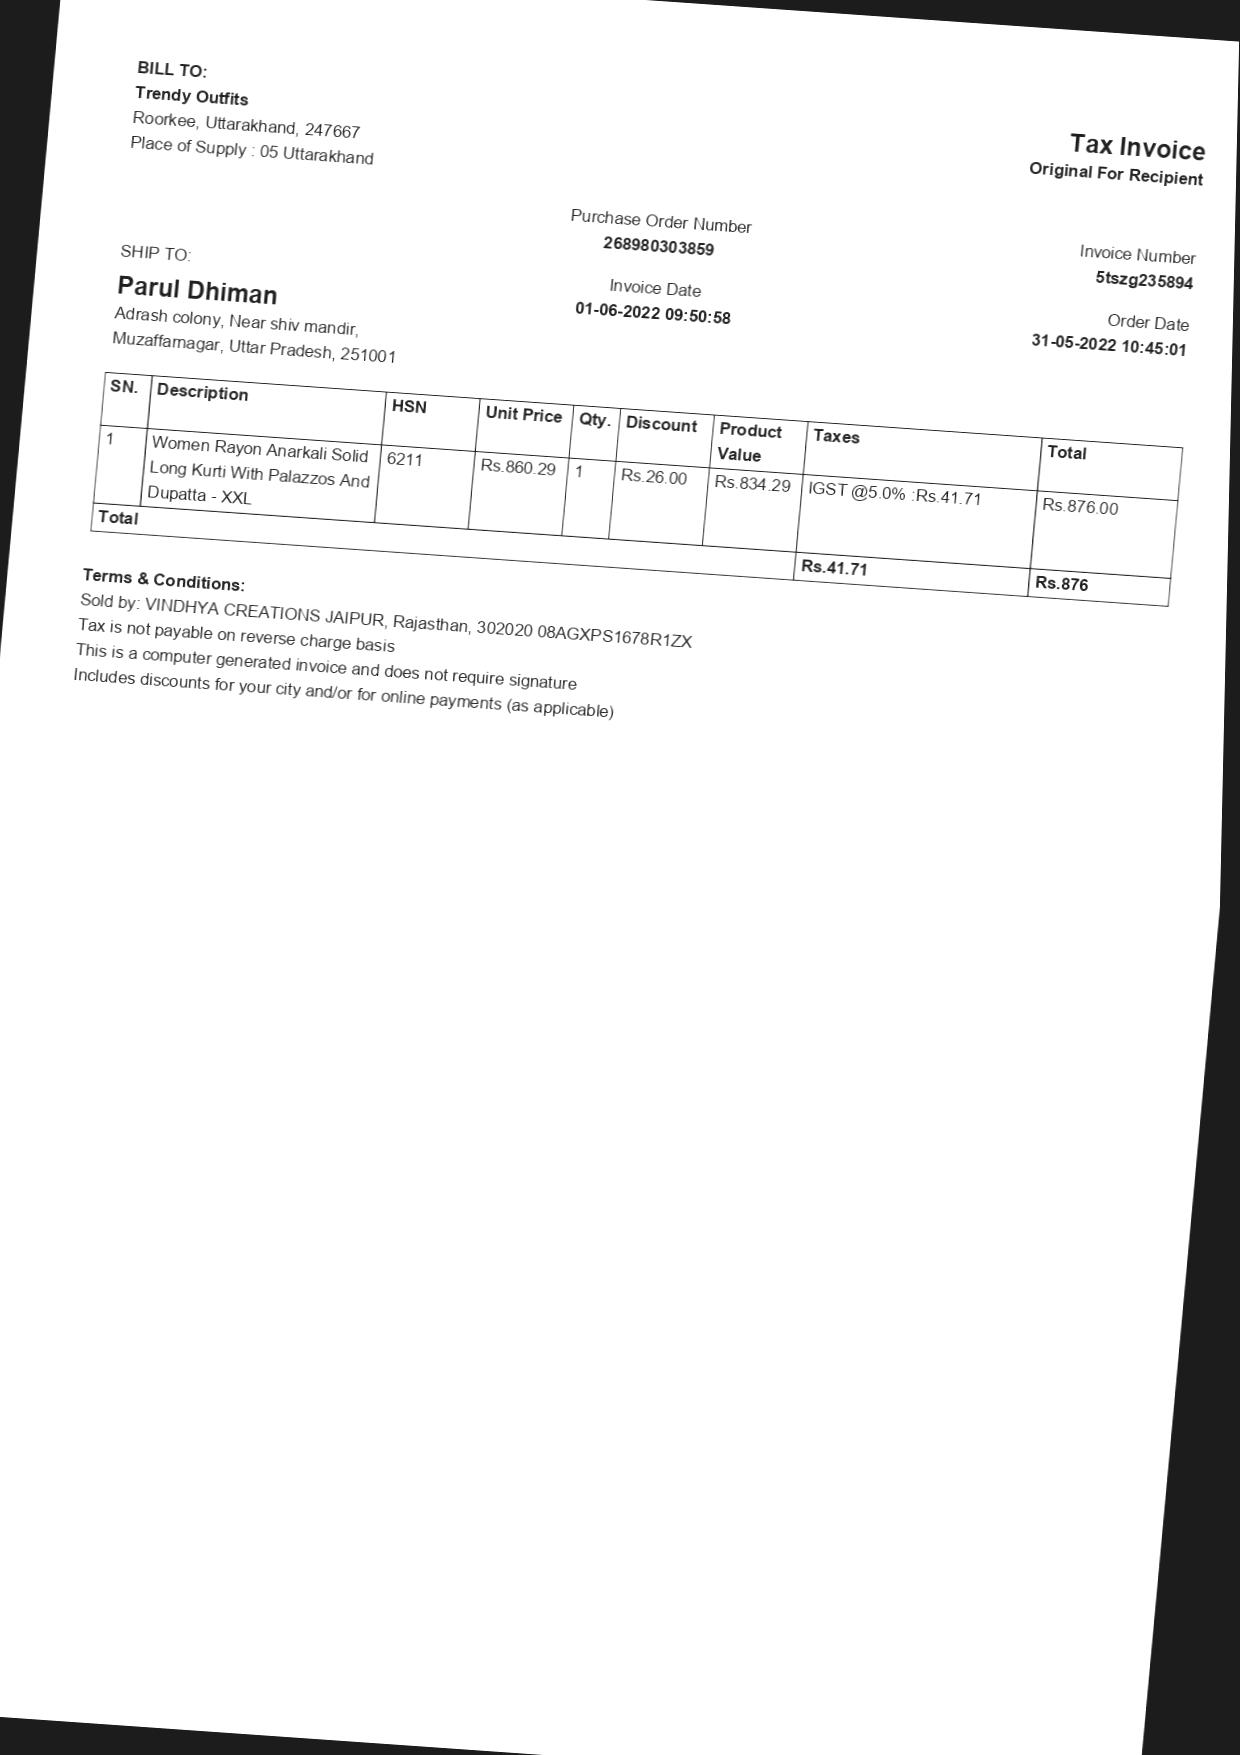 BILL TO:
Trendy Outfits
Roorkee, Uttarakhand, 247667
Place of Supply : 05 Uttarakhand
Tax Invoice
Original For Recipient
Purchase Order Number
268980303859
Invoice Number
5tszg235894
SHIP TO:
Parul Dhiman
Adrash colony, Near shiv mandir,
Muzaffarnagar, Uttar Pradesh, 251001
Invoice Date
01-06-2022 09:50:58
Order Date
31-05-2022 10:45:01
SN. Description HSN Unit Price Qty. Discount Product Value Taxes Total
1 Women Rayon Anarkali Solid 6211 Rs.860.29 1 Rs.26.00 Rs.834.29 IGST @5.0% :Rs.41.71 Rs.876.00
Long Kurti With Palazzos And
Dupatta - XXL
Total Rs.41.71 Rs.876
Terms & Conditions:
Sold by: VINDHYA CREATIONS JAIPUR, Rajasthan, 302020 08AGXPS1678R1ZX
Tax is not payable on reverse charge basis
This is a computer generated invoice and does not require signature
Includes discounts for your city and/or for online payments (as applicable)